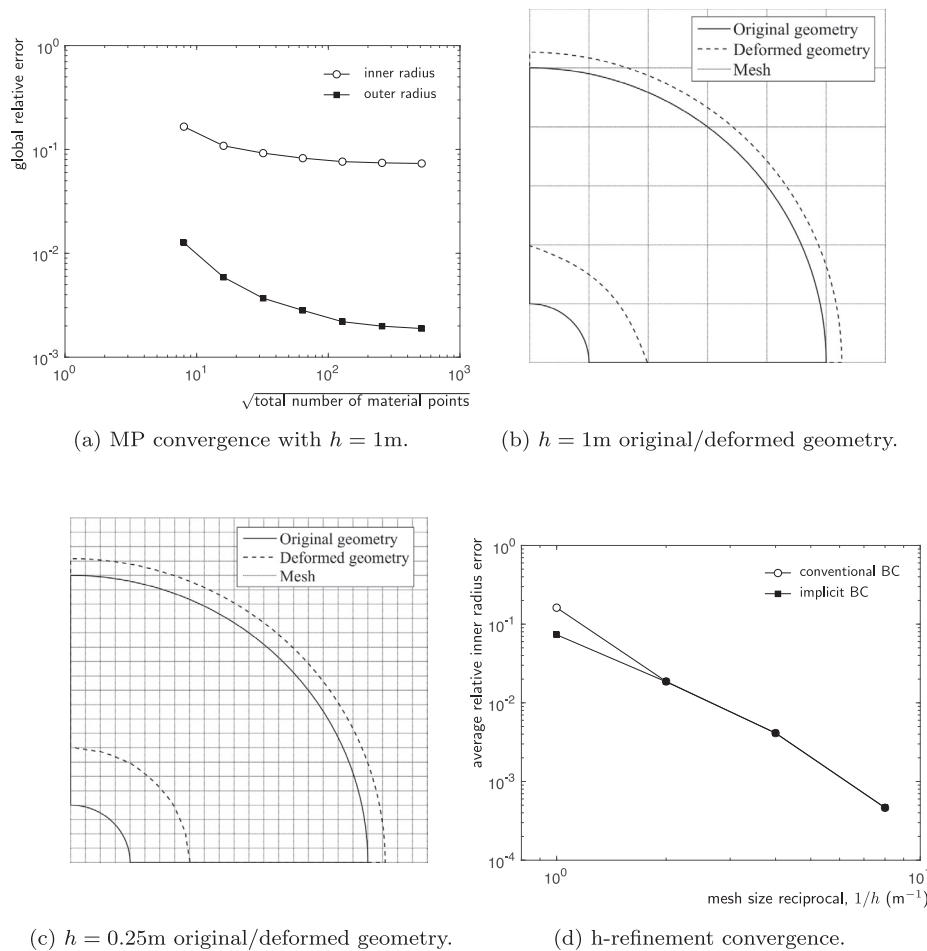 global relative error
10^0
10^-1
10^-2
10^-3
10^0
10^1
10^2
10^3
inner radius
outer radius
√total number of material points
(a) MP convergence with h = 1m.
Original geometry
Deformed geometry
Mesh
(b) h = 1m original/deformed geometry.
Original geometry
Deformed geometry
Mesh
(c) h = 0.25m original/deformed geometry.
average relative inner radius error
10^0
10^-1
10^-2
10^-3
10^-4
10^0
10^1
conventional BC
implicit BC
mesh size reciprocal, 1/h (m^-1)
(d) h-refinement convergence.